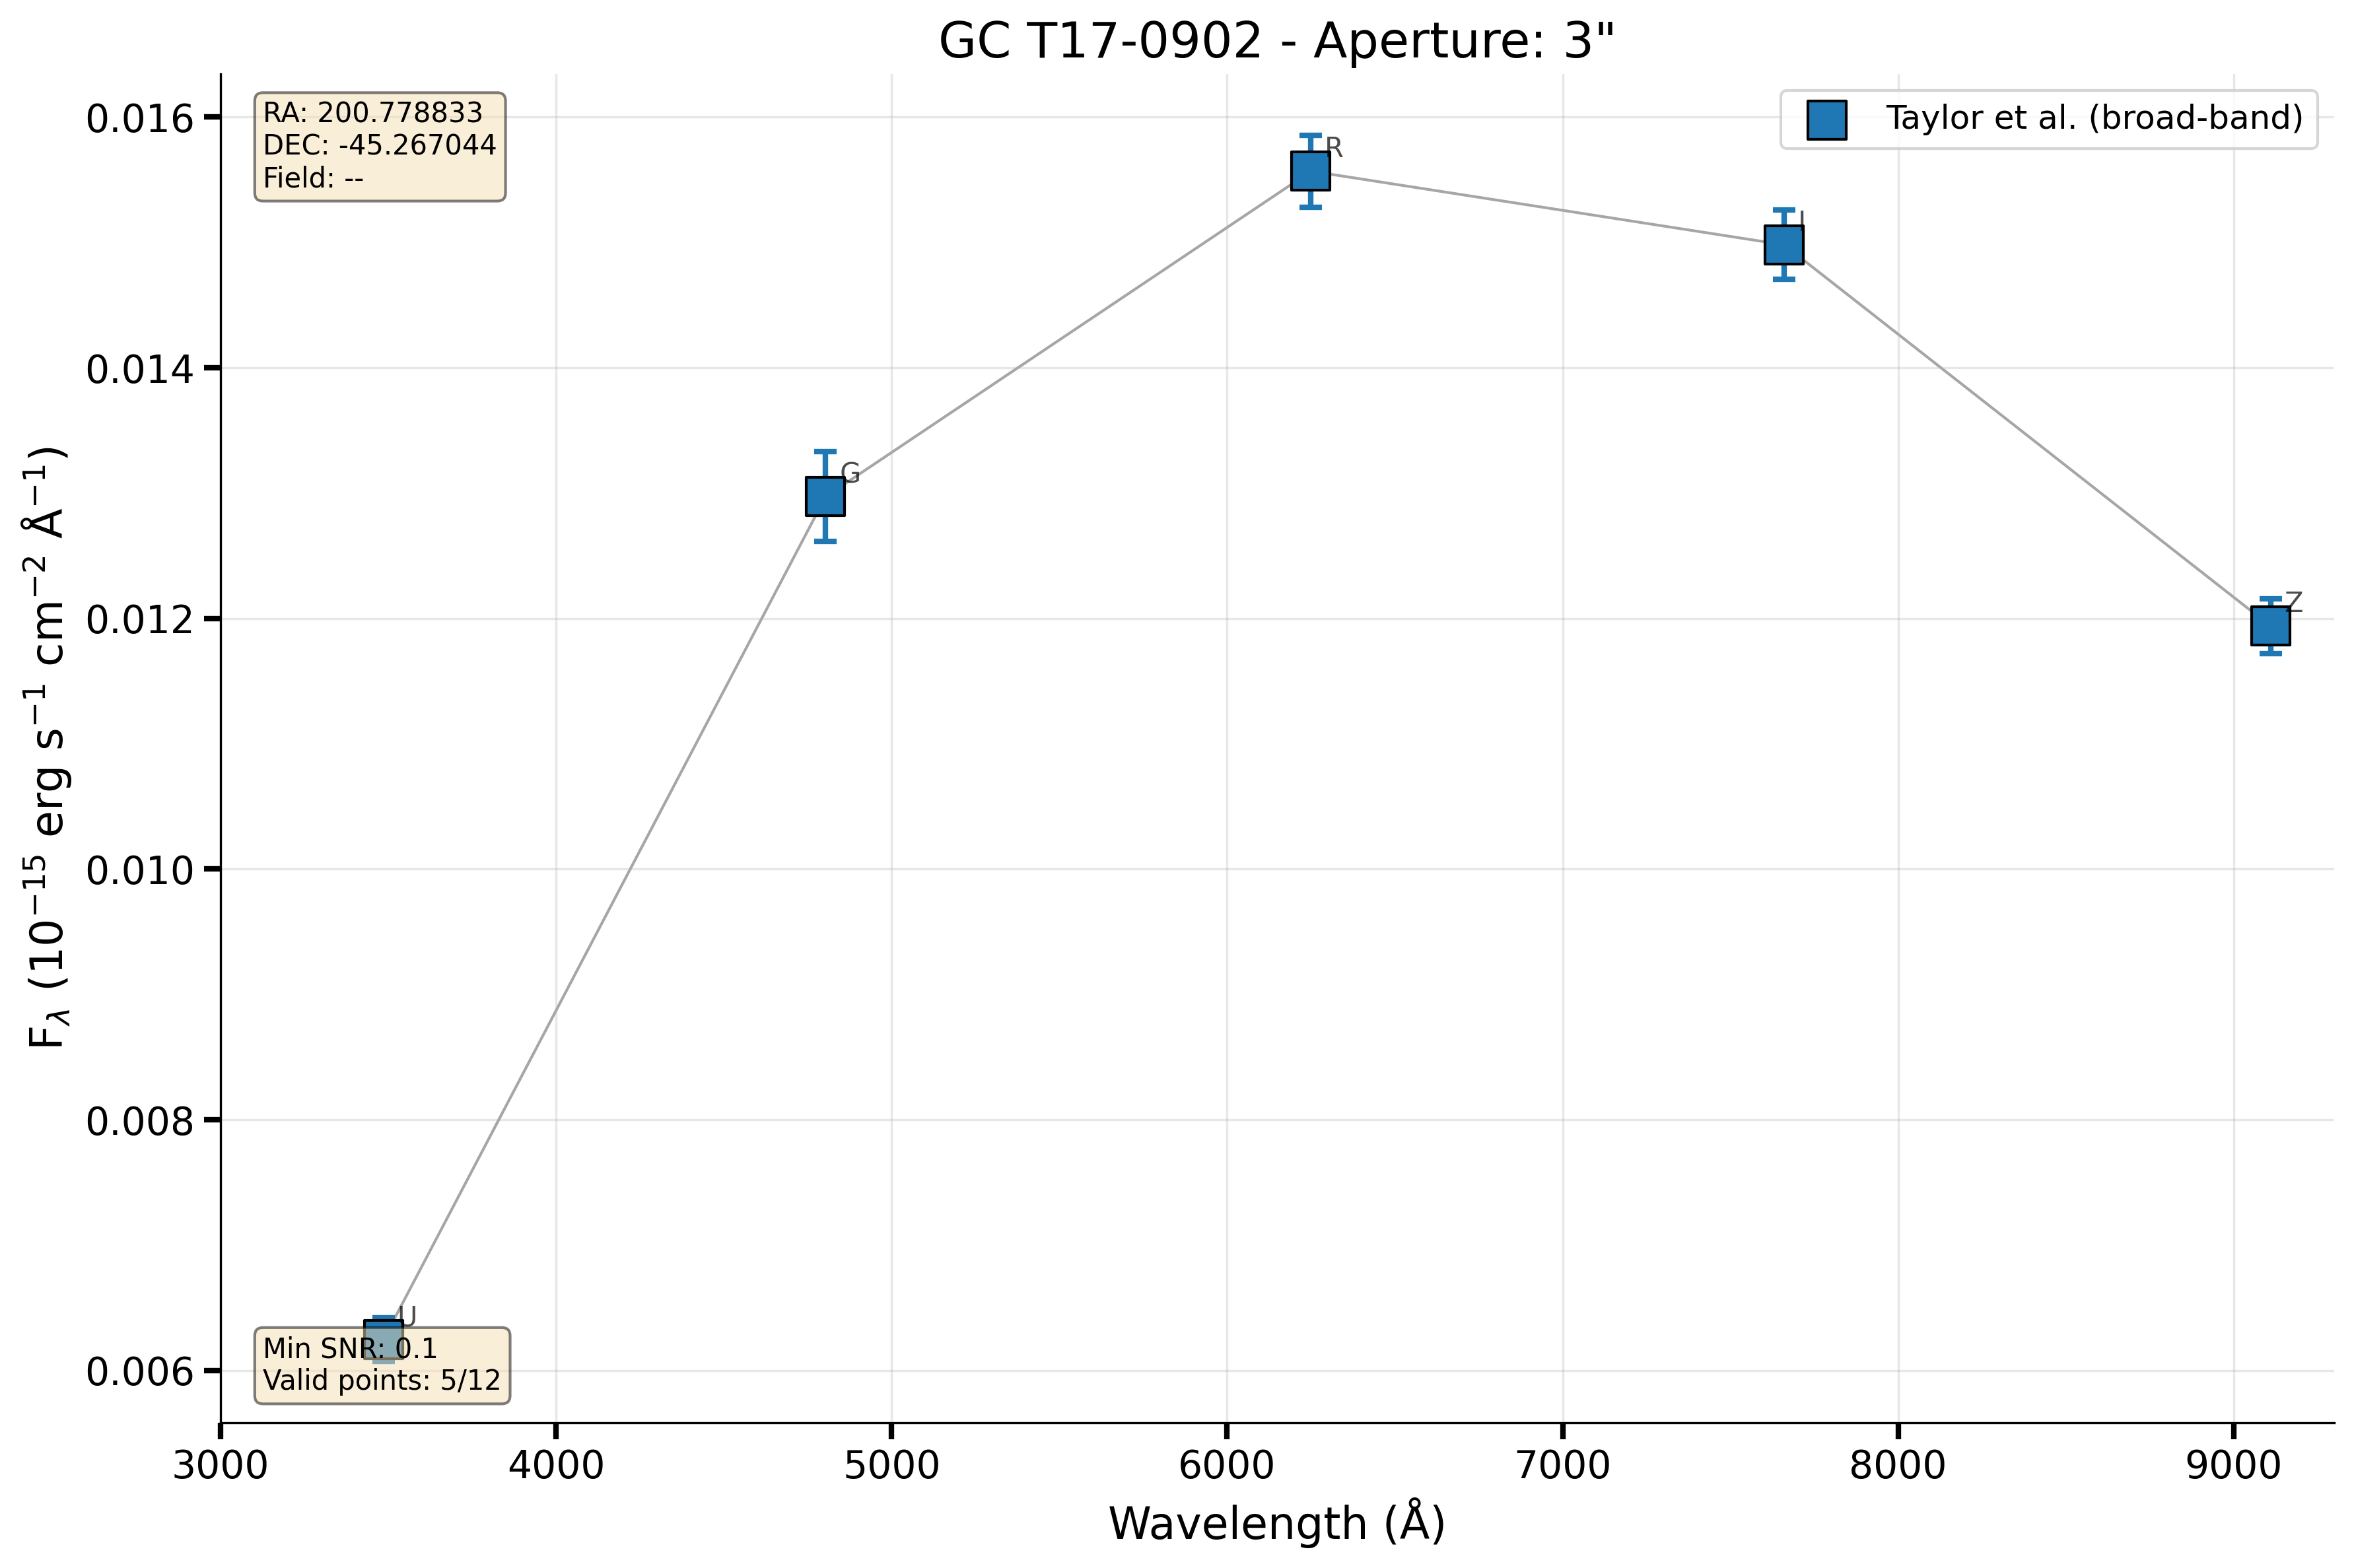 GC T17-0902 - Aperture: 3"
RA: 200.778833
DEC: -45.267044
Field: --
Taylor et al. (broad-band)
R
I
G
Z
U
Min SNR: 0.1
Valid points: 5/12
0.016
0.014
0.012
0.010
0.008
0.006
F_λ (10⁻¹⁵ erg s⁻¹ cm⁻² Å⁻¹)
3000 4000 5000 6000 7000 8000 9000
Wavelength (Å)